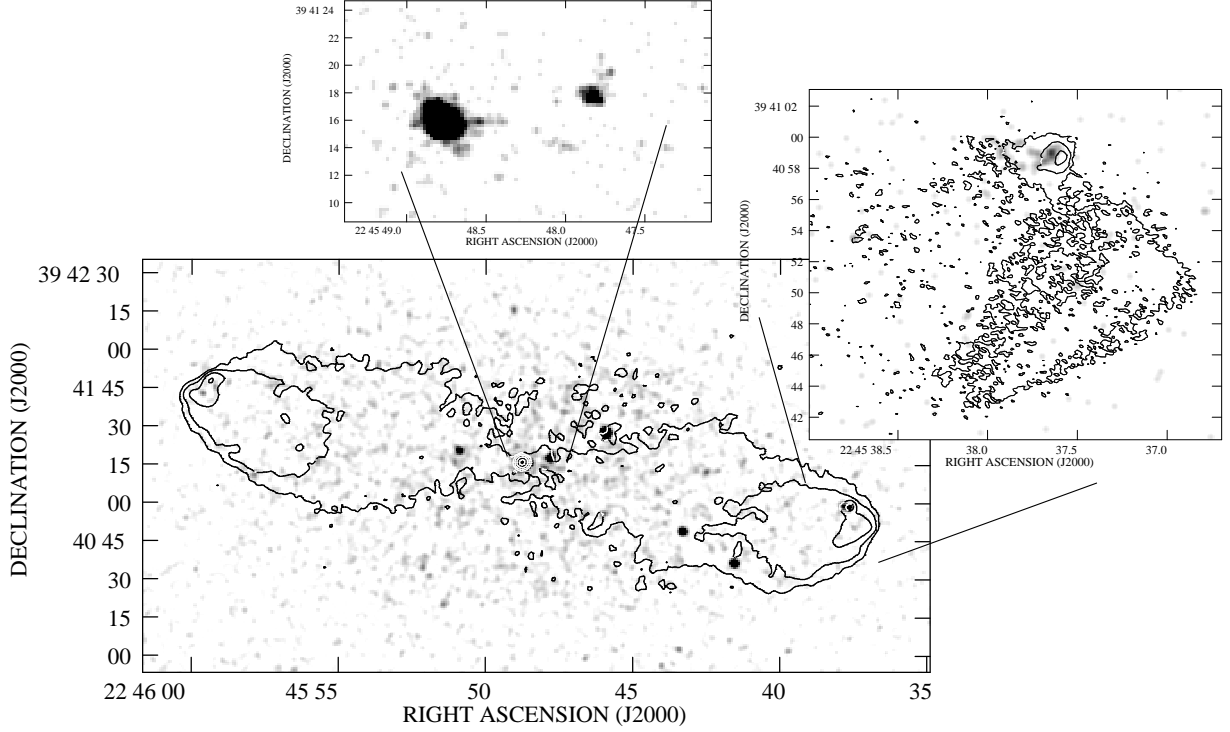 39 41 24
22
20
18
16
14
12
10
DECLINATION (J2000)
22 45 49.0 48.5 48.0 47.5
RIGHT ASCENSION (J2000)
39 41 02
00
40 58
56
54
52
50
48
46
44
42
DECLINATION (J2000)
22 45 38.5 38.0 37.5 37.0
RIGHT ASCENSION (J2000)
39 42 30
15
00
41 45
30
15
00
40 45
30
15
00
DECLINATION (J2000)
22 46 00 45 55 50 45 40 35
RIGHT ASCENSION (J2000)